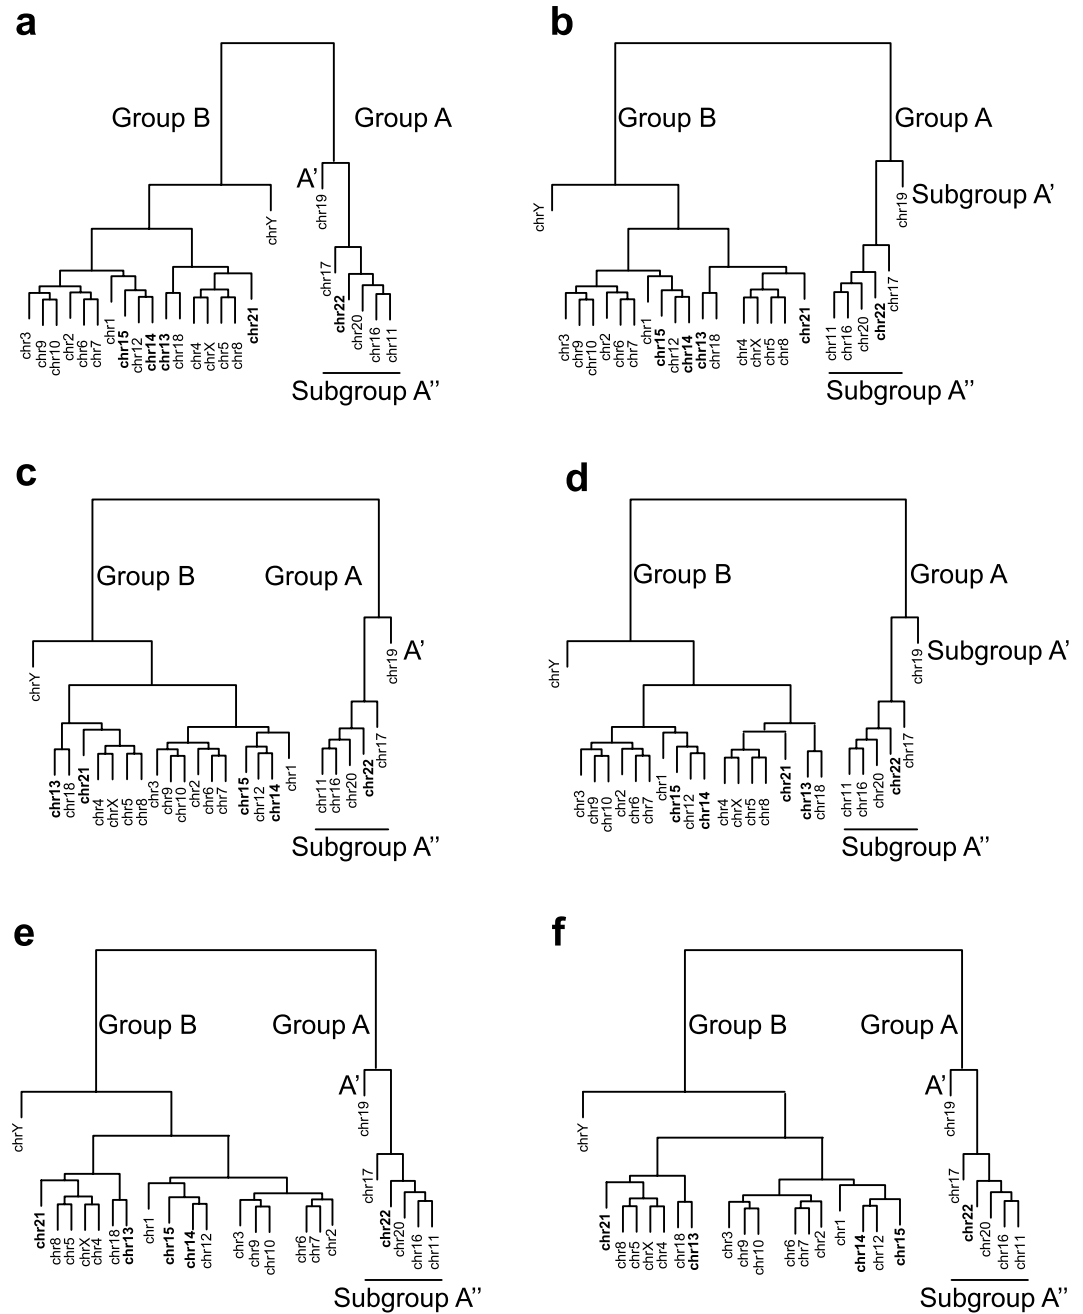 a
Group B
Group A
A’
chr19
chrY
chr17
chr3
chr9
chr10
chr2
chr6
chr7
chr1
chr15
chr12
chr14
chr13
chr18
chr4
chrX
chr5
chr8
chr21
chr22
chr20
chr16
chr11
Subgroup A’’
b
Group B
Group A
chrY
chr19
Subgroup A’
chr3
chr9
chr10
chr2
chr6
chr7
chr1
chr15
chr12
chr14
chr13
chr18
chr4
chrX
chr5
chr8
chr21
chr11
chr16
chr20
chr22
chr17
Subgroup A’’
c
Group B
Group A
chrY
chr19
A’
chr13
chr18
chr21
chr4
chrX
chr5
chr8
chr3
chr9
chr10
chr2
chr6
chr7
chr15
chr12
chr14
chr1
chr11
chr16
chr20
chr22
chr17
Subgroup A’’
d
Group B
Group A
chrY
chr19
Subgroup A’
chr3
chr9
chr10
chr2
chr6
chr7
chr1
chr15
chr12
chr14
chr4
chrX
chr5
chr8
chr21
chr13
chr18
chr11
chr16
chr20
chr22
chr17
Subgroup A’’
e
Group B
Group A
A’
chrY
chr19
chr21
chr8
chr5
chrX
chr4
chr18
chr13
chr1
chr15
chr14
chr12
chr3
chr9
chr10
chr6
chr7
chr2
chr17
chr22
chr20
chr16
chr11
Subgroup A’’
f
Group B
Group A
A’
chrY
chr19
chr21
chr8
chr5
chrX
chr4
chr18
chr13
chr3
chr9
chr10
chr6
chr7
chr2
chr1
chr14
chr12
chr15
chr17
chr22
chr20
chr16
chr11
Subgroup A’’